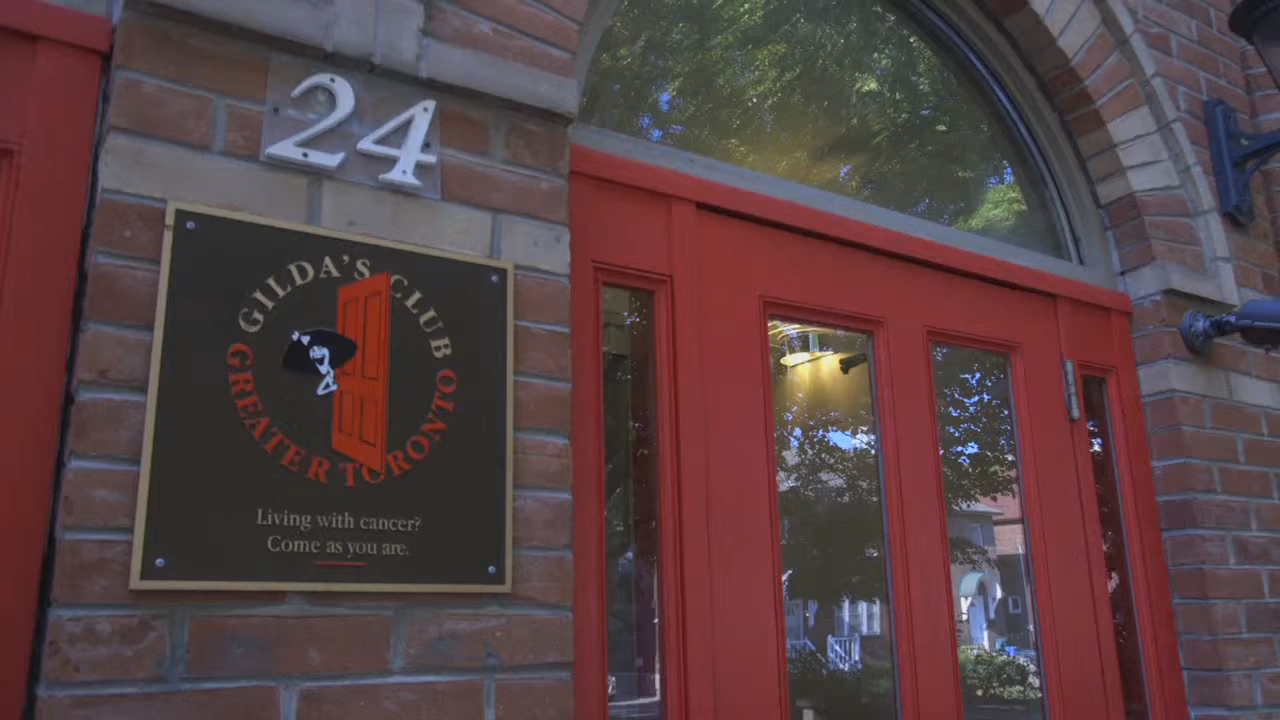 24
GILDA'S CLUB
GREATER TORONTO
Living with cancer?
Come as you are.